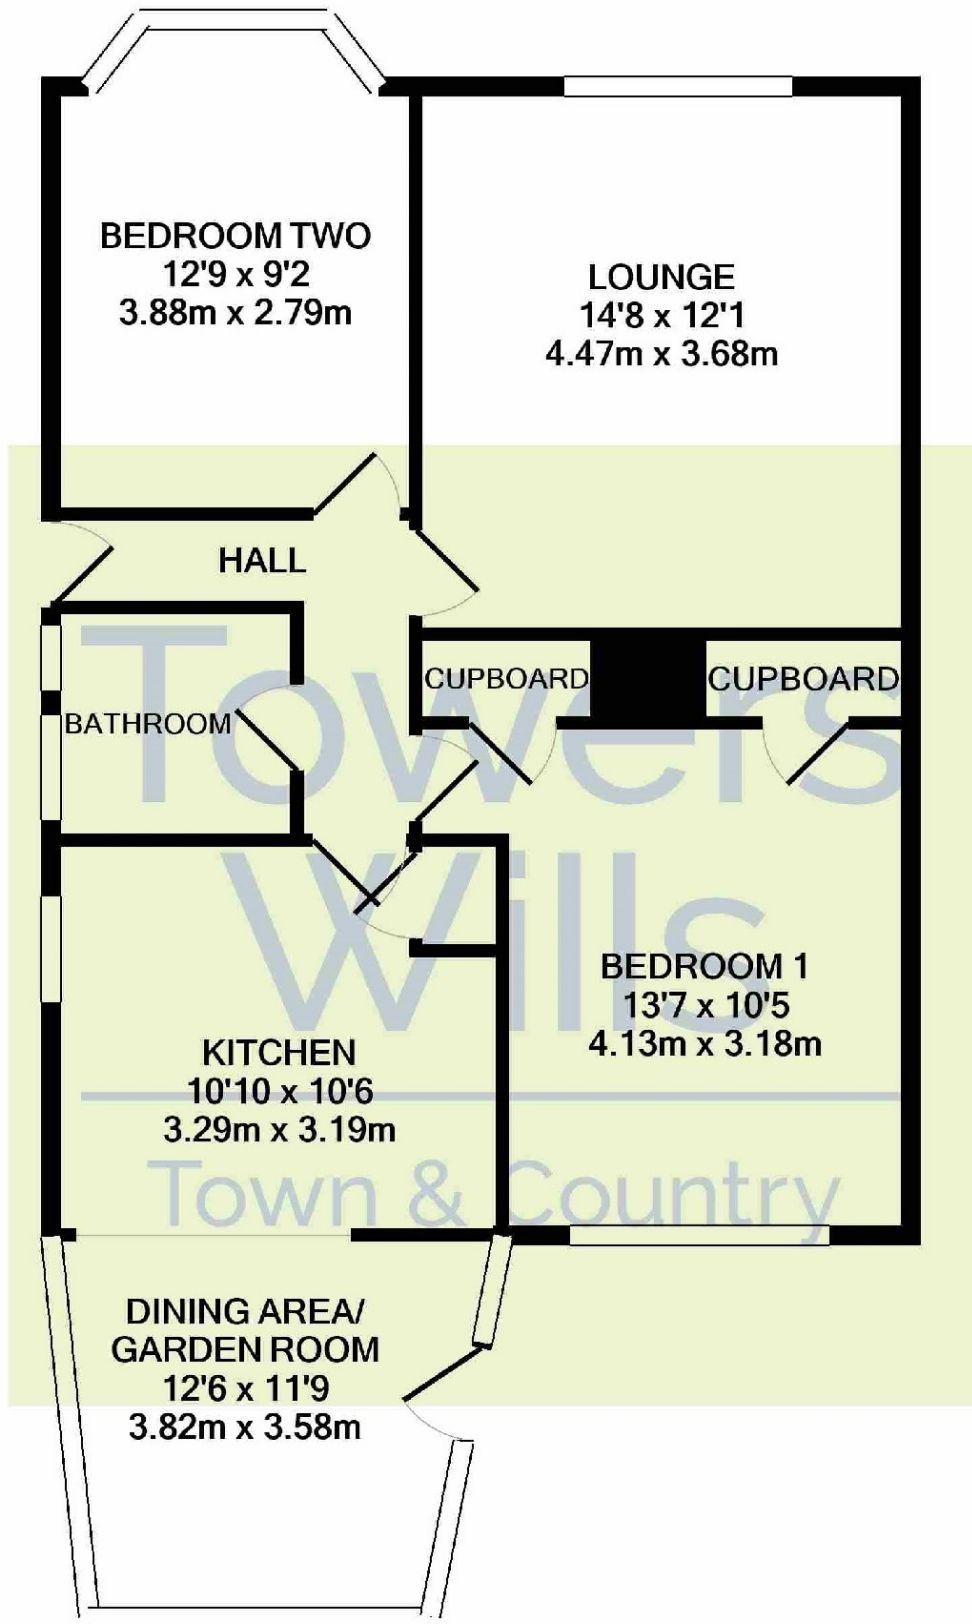 BEDROOM TWO
12'9 x 9'2
3.88m x 2.79m
LOUNGE
14'8 x 12'1
4.47m x 3.68m
HALL
Towers
CUPBOARD
CUPBOARD
BATHROOM
Wills
BEDROOM 1
13'7 x 10'5
4.13m x 3.18m
KITCHEN
10'10 x 10'6
3.29m x 3.19m
Town & Country
DINING AREA/
GARDEN ROOM
12'6 x 11'9
3.82m x 3.58m